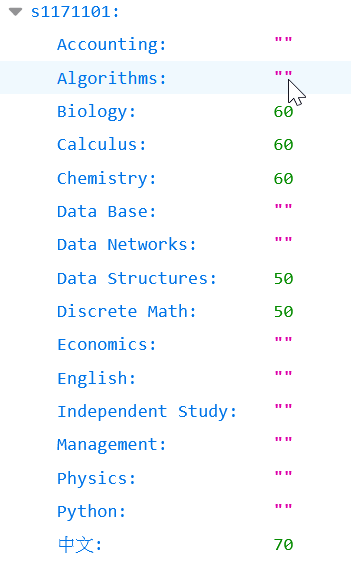 s1171101:
Accounting: ""
Algorithms: ""
Biology: 60
Calculus: 60
Chemistry: 60
Data Base: ""
Data Networks: ""
Data Structures: 50
Discrete Math: 50
Economics: ""
English: ""
Independent Study: ""
Management: ""
Physics: ""
Python: ""
中文: 70